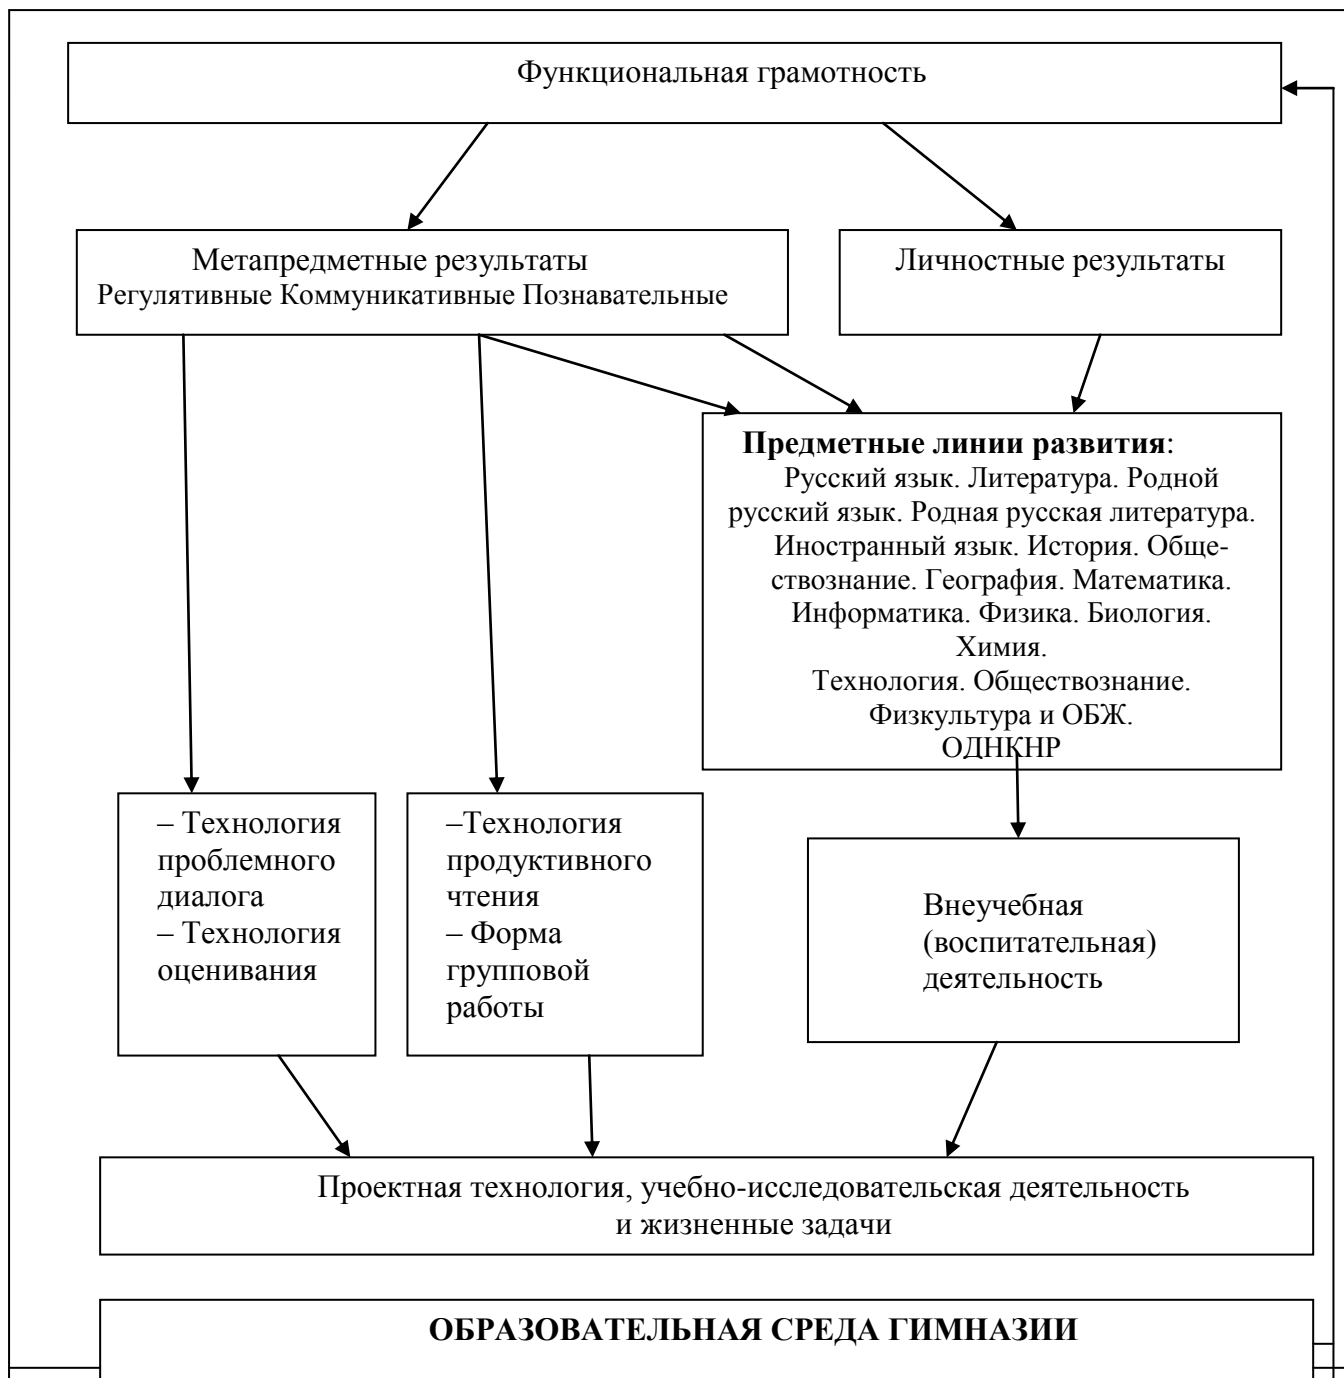 Функциональная грамотность
Метапредметные результаты
Регулятивные Коммуникативные Познавательные
Личностные результаты
Предметные линии развития:
Русский язык. Литература. Родной
русский язык. Родная русская литература.
Иностранный язык. История. Обще-
ствознание. География. Математика.
Информатика. Физика. Биология.
Химия.
Технология. Обществознание.
Физкультура и ОБЖ.
ОДНКНР
– Технология
проблемного
диалога
– Технология
оценивания
–Технология
продуктивного
чтения
– Форма
групповой
работы
Внеучебная
(воспитательная)
деятельность
Проектная технология, учебно-исследовательская деятельность
и жизненные задачи
ОБРАЗОВАТЕЛЬНАЯ СРЕДА ГИМНАЗИИ